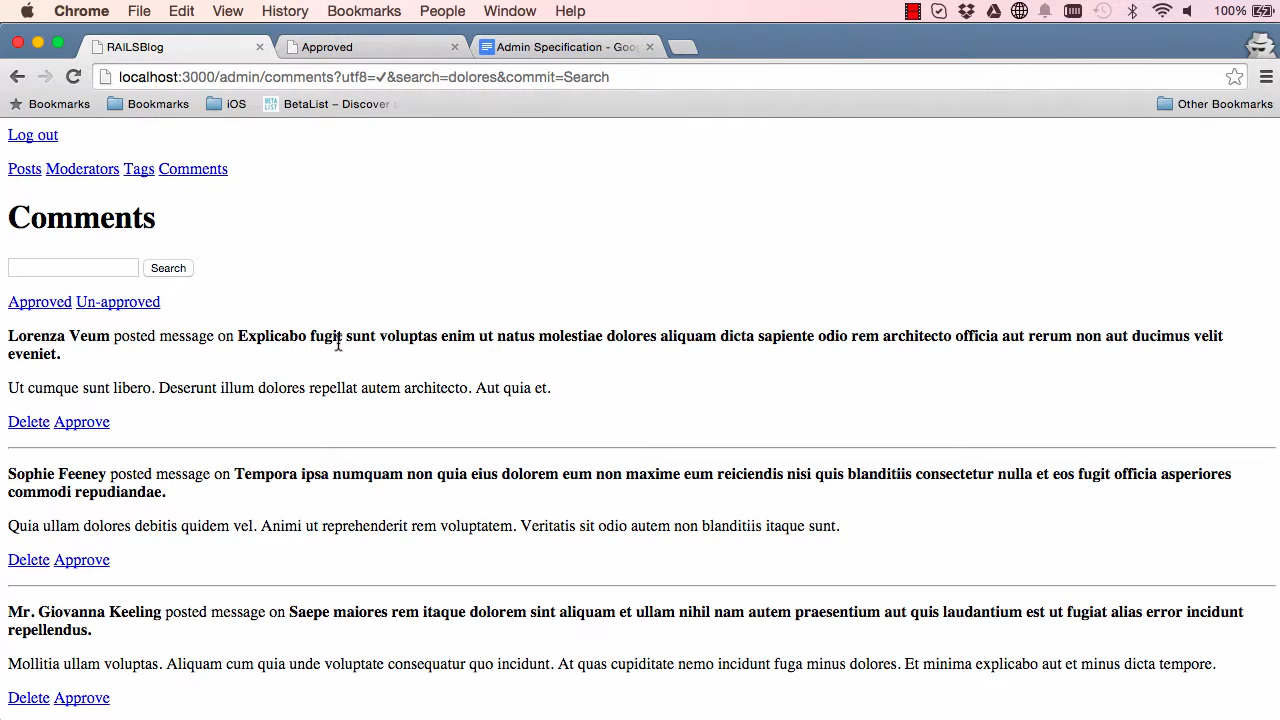 Chrome File Edit View History Bookmarks People Window Help 100%
RAILSBlog Approved Admin Spcification - Goo
localhost:3000/admin/comments?utf8=✓&search=dolores&commit=Search
Bookmarks Bookmarks iOS BETA LIST BetaList – Discover Other Bookmarks
Log out
Posts Moderators Tags Comments
Comments
Search
Approved Un-approved
Lorenza Veum posted message on Explicabo fugit sunt voluptas enim ut natus molestiae dolores aliquam dicta sapiente odio rem architecto officia aut rerum non aut ducimus velit
eveniet.
Ut cumque sunt libero. Deserunt illum dolores repellat autem architecto. Aut quia et.
Delete Approve
Sophie Feeney posted message on Tempora ipsa numquam non quia eius dolorem eum non maxime eum reiciendis nisi quis blanditiis consectetur nulla et eos fugit officia asperiores
commodi repudiandae.
Quia ullam dolores debitis quidem vel. Animi ut reprehenderit rem voluptatem. Veritatis sit odio autem non blanditiis itaque sunt.
Delete Approve
Mr. Giovanna Keeling posted message on Saepe maiores rem itaque dolorem sint aliquam et ullam nihil nam autem praesentium aut quis laudantium est ut fugiat alias error incidunt
repellendus.
Mollitia ullam voluptas. Aliquam cum quia unde voluptate consequatur quo incidunt. At quas cupiditate nemo incidunt fuga minus dolores. Et minima explicabo aut et minus dicta tempore.
Delete Approve